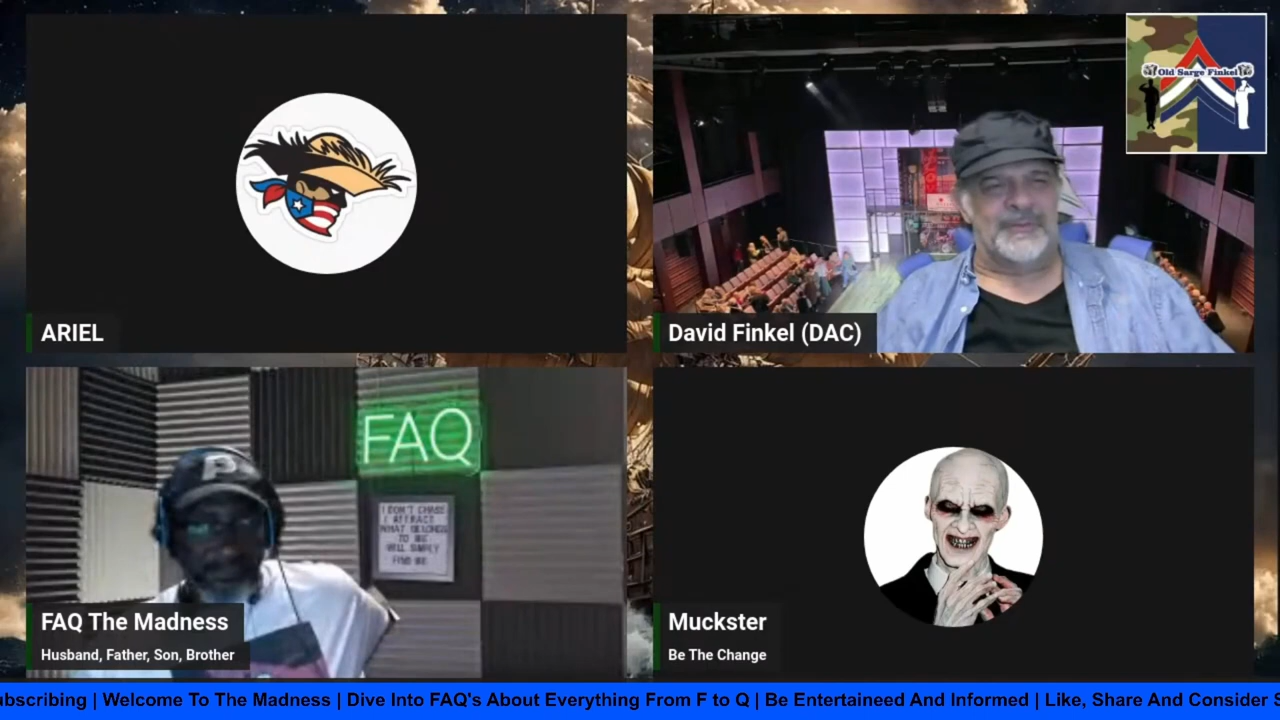 Old Sarge Finkel
ARIEL
David Finkel (DAC)
FAQ
I DON'T CHASE
I ATTRACT
WHAT BELONGS
TO ME
WILL SIMPLY
FIND ME
P
FAQ The Madness
Husband, Father, Son, Brother
Muckster
Be The Change
ubscribing | Welcome To The Madness | Dive Into FAQ's About Everything From F to Q | Be Entertaineed And Informed | Like, Share And Consider S